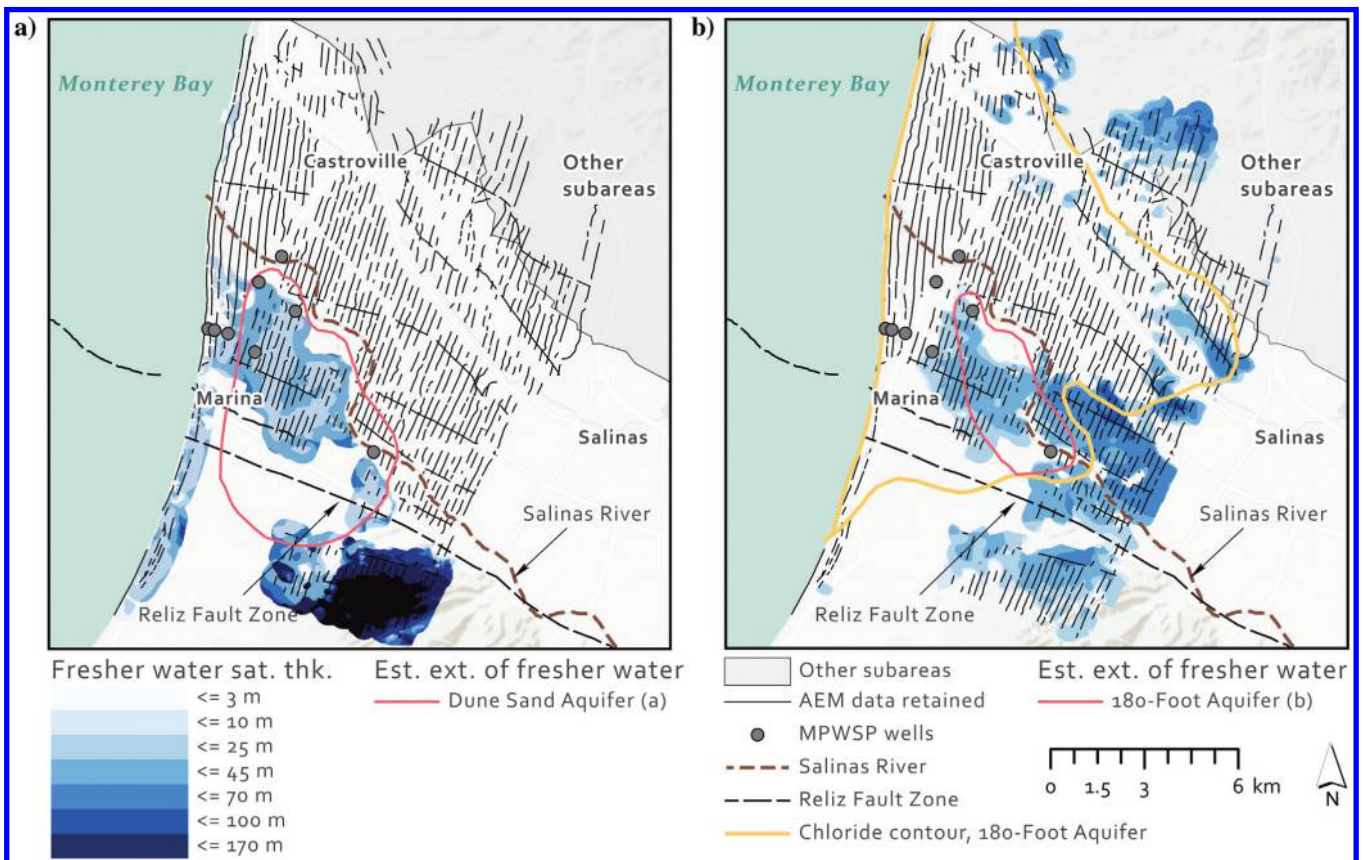 a)
Monterey Bay
Castroville
Other
subareas
Marina
Salinas
Salinas River
Reliz Fault Zone
b)
Monterey Bay
Castroville
Other
subareas
Marina
Salinas
Salinas River
Reliz Fault Zone
Fresher water sat. thk.
<= 3 m
<= 10 m
<= 25 m
<= 45 m
<= 70 m
<= 100 m
<= 170 m
Est. ext. of fresher water
Dune Sand Aquifer (a)
Other subareas
AEM data retained
MPWSP wells
Salinas River
Reliz Fault Zone
Chloride contour, 180-Foot Aquifer
Est. ext. of fresher water
180-Foot Aquifer (b)
0 1.5 3 6 km
N